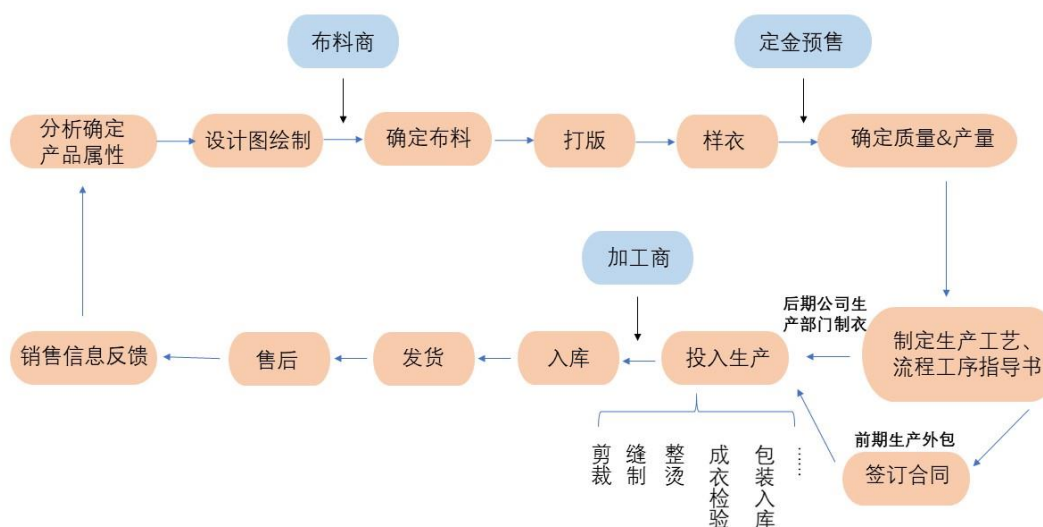 布料商
定金预售
分析确定
产品属性
设计图绘制
确定布料
打版
样衣
确定质量&产量
加工商
后期公司生
产部门制衣
制定生产工艺、
流程工序指导书
销售信息反馈
售后
发货
入库
投入生产
前期生产外包
签订合同
剪裁
缝制
整烫
成衣检验
包装入库
......